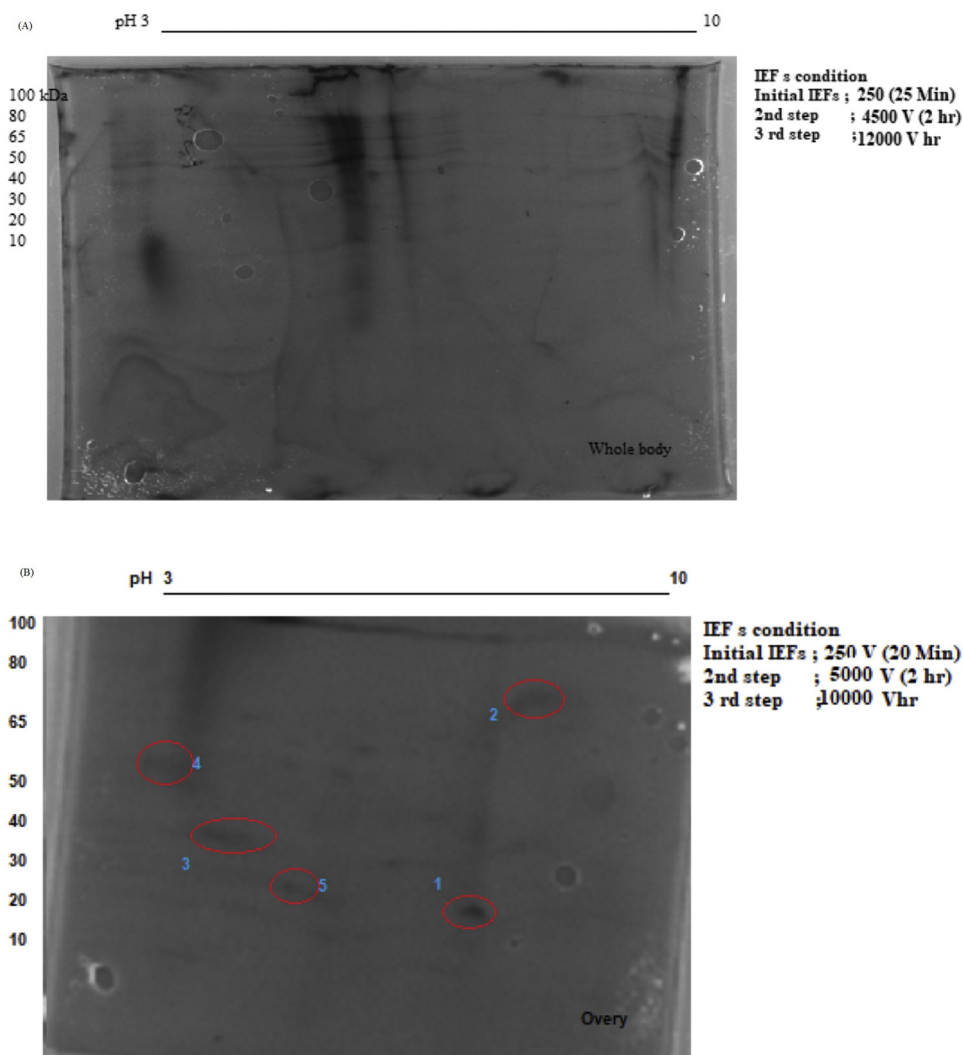 (A)
pH 3 10
IEF s condition
Initial IEFs ; 250 (25 Min)
2nd step ; 4500 V (2 hr)
3 rd step ;12000 V hr
100 kDa
80
65
50
40
30
20
10
Whole body
(B)
pH 3 10
IEF s condition
Initial IEFs ; 250 V (20 Min)
2nd step ; 5000 V (2 hr)
3 rd step ;10000 Vhr
100
80
65
50
40
30
20
10
2
4
3
5
1
Overy